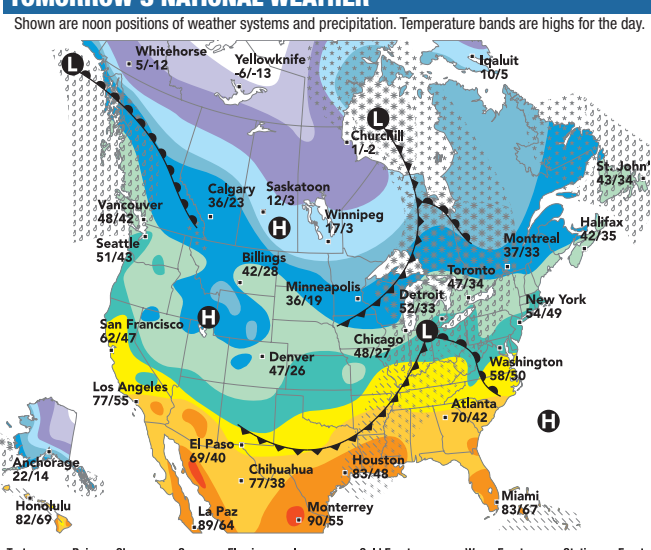 TOMORROW'S NATIONAL WEATHER
Shown are noon positions of weather systems and precipitation. Temperature bands are highs for the day.
Whitehorse
5/-12
Yellowknife
-6/-13
Iqaluit
10/5
L
L
Churchill
1/-2
St. John'
43/34
Calgary
36/23
Saskatoon
12/3
Vancouver
48/42
Winnipeg
17/3
H
Halifax
42/35
Seattle
51/43
Montreal
37/33
Billings
42/28
Toronto
47/34
Minneapolis
36/19
Detroit
52/33
New York
54/49
H
San Francisco
62/47
L
Chicago
48/27
Denver
47/26
Washington
58/50
Los Angeles
77/55
Atlanta
70/42
H
El Paso
69/40
Anchorage
22/14
Chihuahua
77/38
Houston
83/48
Miami
83/67
Honolulu
82/69
La Paz
89/64
Monterrey
90/55